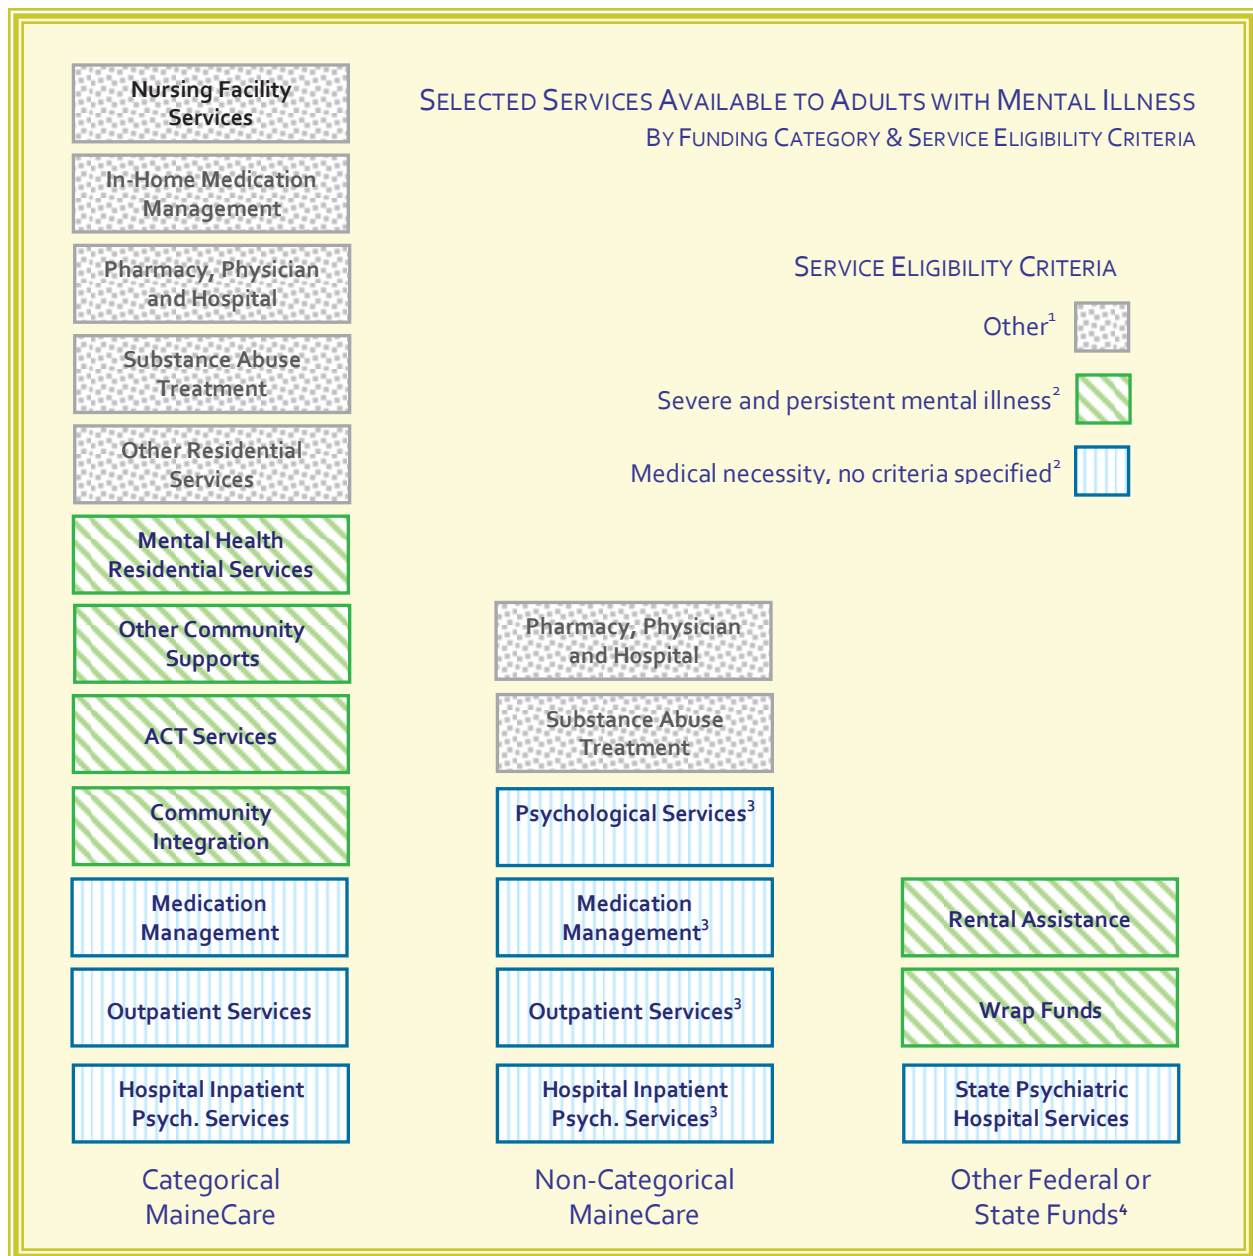 SELECTED SERVICES AVAILABLE TO ADULTS WITH MENTAL ILLNESS
BY FUNDING CATEGORY & SERVICE ELIGIBILITY CRITERIA
SERVICE ELIGIBILITY CRITERIA
Other¹
Severe and persistent mental illness²
Medical necessity, no criteria specified²
Nursing Facility
Services
In-Home Medication
Management
Pharmacy, Physician
and Hospital
Substance Abuse
Treatment
Other Residential
Services
Mental Health
Residential Services
Other Community
Supports
ACT Services
Community
Integration
Medication
Management
Outpatient Services
Hospital Inpatient
Psych. Services
Categorical
MaineCare
Pharmacy, Physician
and Hospital
Substance Abuse
Treatment
Psychological Services³
Medication
Management³
Outpatient Services³
Hospital Inpatient
Psych. Services³
Non-Categorical
MaineCare
Rental Assistance
Wrap Funds
State Psychiatric
Hospital Services
Other Federal or
State Funds⁴